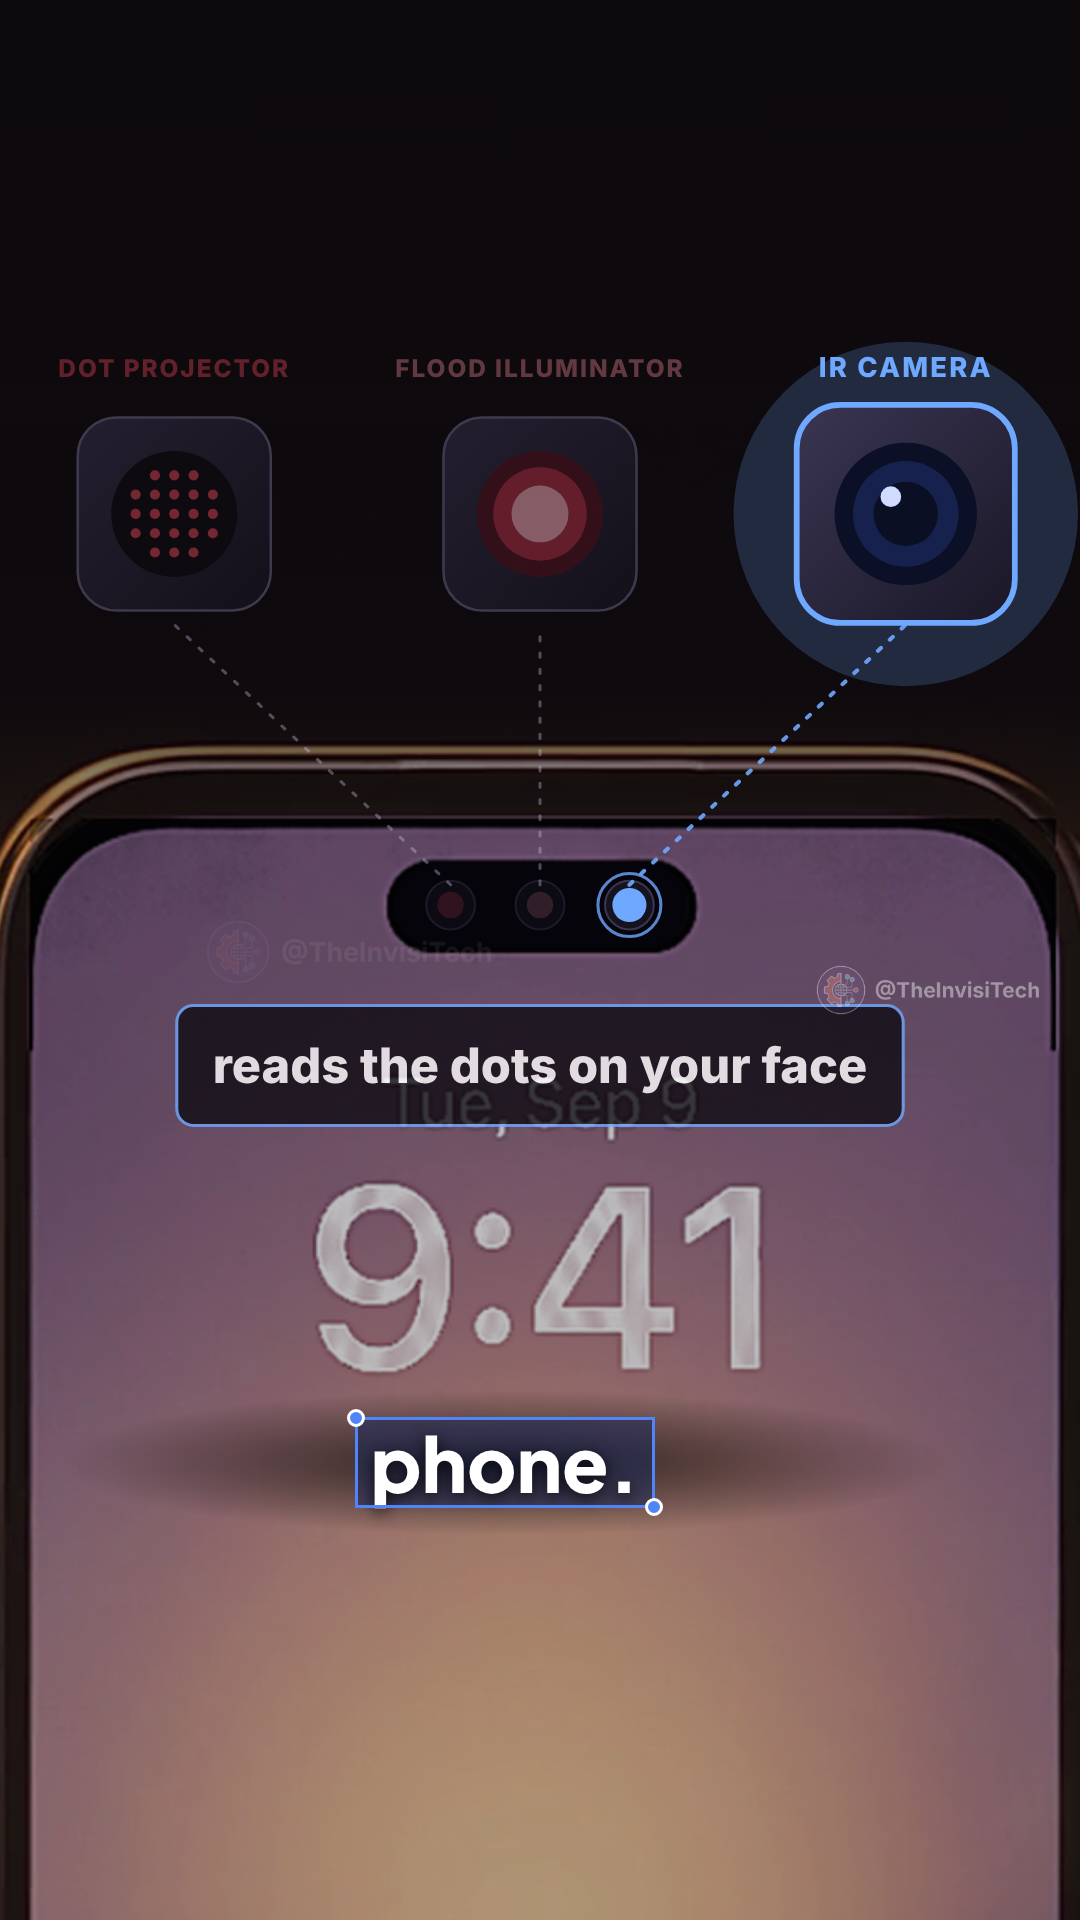 DOT PROJECTOR
FLOOD ILLUMINATOR
IR CAMERA
@TheInvisiTech
@TheInvisiTech
reads the dots on your face
Tue, Sep 9
9:41
phone.